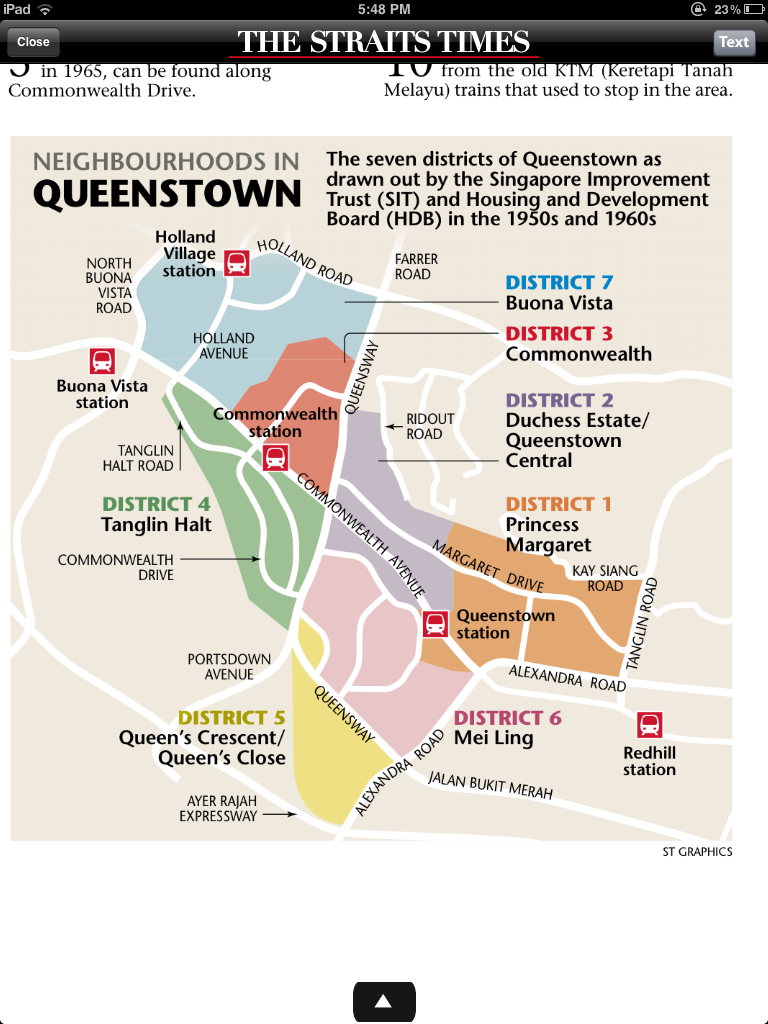 iPad
5:48 PM
23%
Close
THE STRAITS TIMES
Text
5 in 1965, can be found along
Commonwealth Drive.
10 from the old KTM (Keretapi Tanah
Melayu) trains that used to stop in the area.
NEIGHBOURHOODS IN
QUEENSTOWN
The seven districts of Queenstown as
drawn out by the Singapore Improvement
Trust (SIT) and Housing and Development
Board (HDB) in the 1950s and 1960s
Holland
Village
station
HOLLAND ROAD
FARRER
ROAD
NORTH
BUONA
VISTA
ROAD
DISTRICT 7
Buona Vista
HOLLAND
AVENUE
DISTRICT 3
Commonwealth
QUEENSWAY
Buona Vista
station
DISTRICT 2
Duchess Estate/
Queenstown
Central
Commonwealth
station
RIDOUT
ROAD
TANGLIN
HALT ROAD
DISTRICT 4
Tanglin Halt
COMMONWEALTH AVENUE
DISTRICT 1
Princess
Margaret
MARGARET DRIVE
COMMONWEALTH
DRIVE
KAY SIANG
ROAD
TANGLIN ROAD
Queenstown
station
PORTSDOWN
AVENUE
ALEXANDRA ROAD
QUEENSWAY
DISTRICT 5
Queen's Crescent/
Queen's Close
DISTRICT 6
Mei Ling
Redhill
station
ALEXANDRA ROAD
JALAN BUKIT MERAH
AYER RAJAH
EXPRESSWAY
ST GRAPHICS